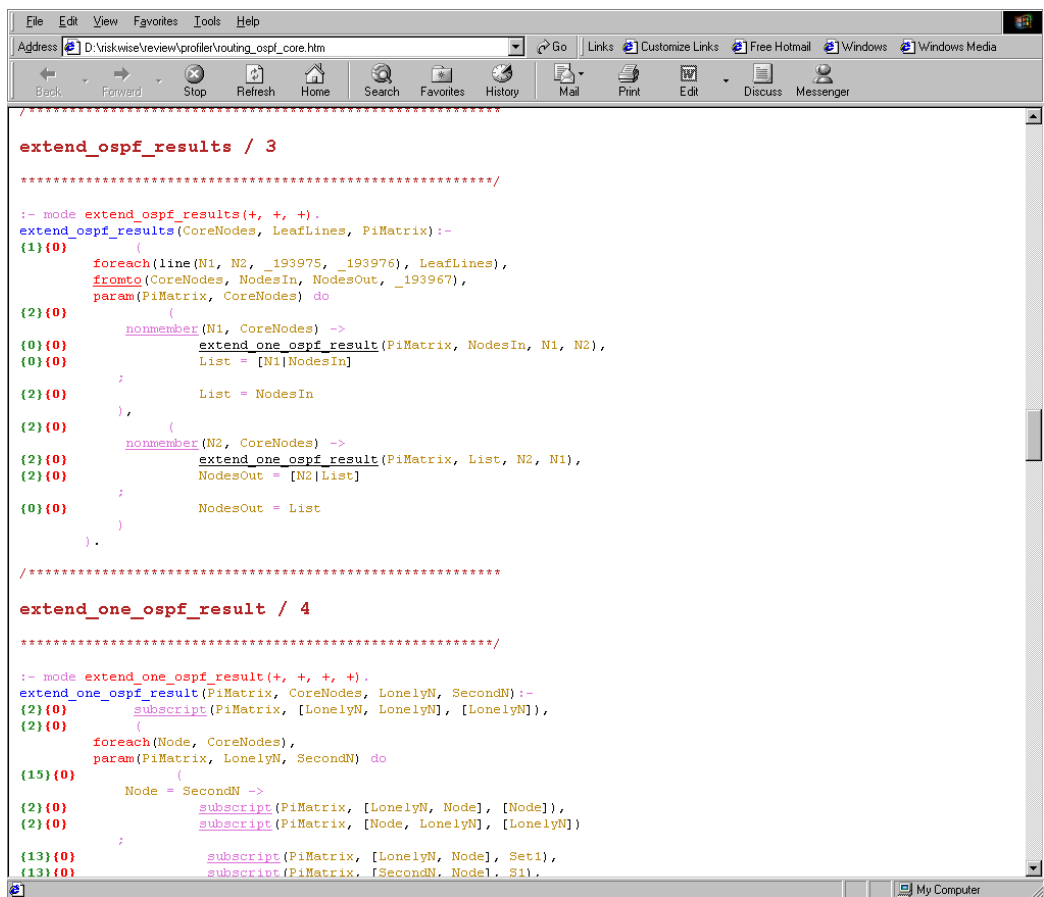 File Edit View Favorites Tools Help
Address D:\riskwise\review\profiler\routing_ospf_core.htm Go Links Customize Links Free Hotmail Windows Windows Media
Back Forward Stop Refresh Home Search Favorites History Mail Print Edit Discuss Messenger
/**********************************************************
extend_ospf_results / 3
**********************************************************/
:- mode extend_ospf_results(+, +, +).
extend_ospf_results(CoreNodes, LeafLines, PiMatrix):-
{1}{0} (
foreach(line(N1, N2, _193975, _193976), LeafLines),
fromto(CoreNodes, NodesIn, NodesOut, _193967),
param(PiMatrix, CoreNodes) do
{2}{0} (
nonmember(N1, CoreNodes) ->
{0}{0} extend_one_ospf_result(PiMatrix, NodesIn, N1, N2),
{0}{0} List = [N1|NodesIn]
;
{2}{0} List = NodesIn
),
{2}{0} (
nonmember(N2, CoreNodes) ->
{2}{0} extend_one_ospf_result(PiMatrix, List, N2, N1),
{2}{0} NodesOut = [N2|List]
;
{0}{0} NodesOut = List
)
).
/**********************************************************
extend_one_ospf_result / 4
**********************************************************/
:- mode extend_one_ospf_result(+, +, +, +).
extend_one_ospf_result(PiMatrix, CoreNodes, LonelyN, SecondN):-
{2}{0} subscript(PiMatrix, [LonelyN, LonelyN], [LonelyN]),
{2}{0} (
foreach(Node, CoreNodes),
param(PiMatrix, LonelyN, SecondN) do
{15}{0} (
Node = SecondN ->
{2}{0} subscript(PiMatrix, [LonelyN, Node], [Node]),
{2}{0} subscript(PiMatrix, [Node, LonelyN], [LonelyN])
;
{13}{0} subscript(PiMatrix, [LonelyN, Node], Set1),
{13}{0} subscript(PiMatrix, [SecondN, Node], S1),
My Computer